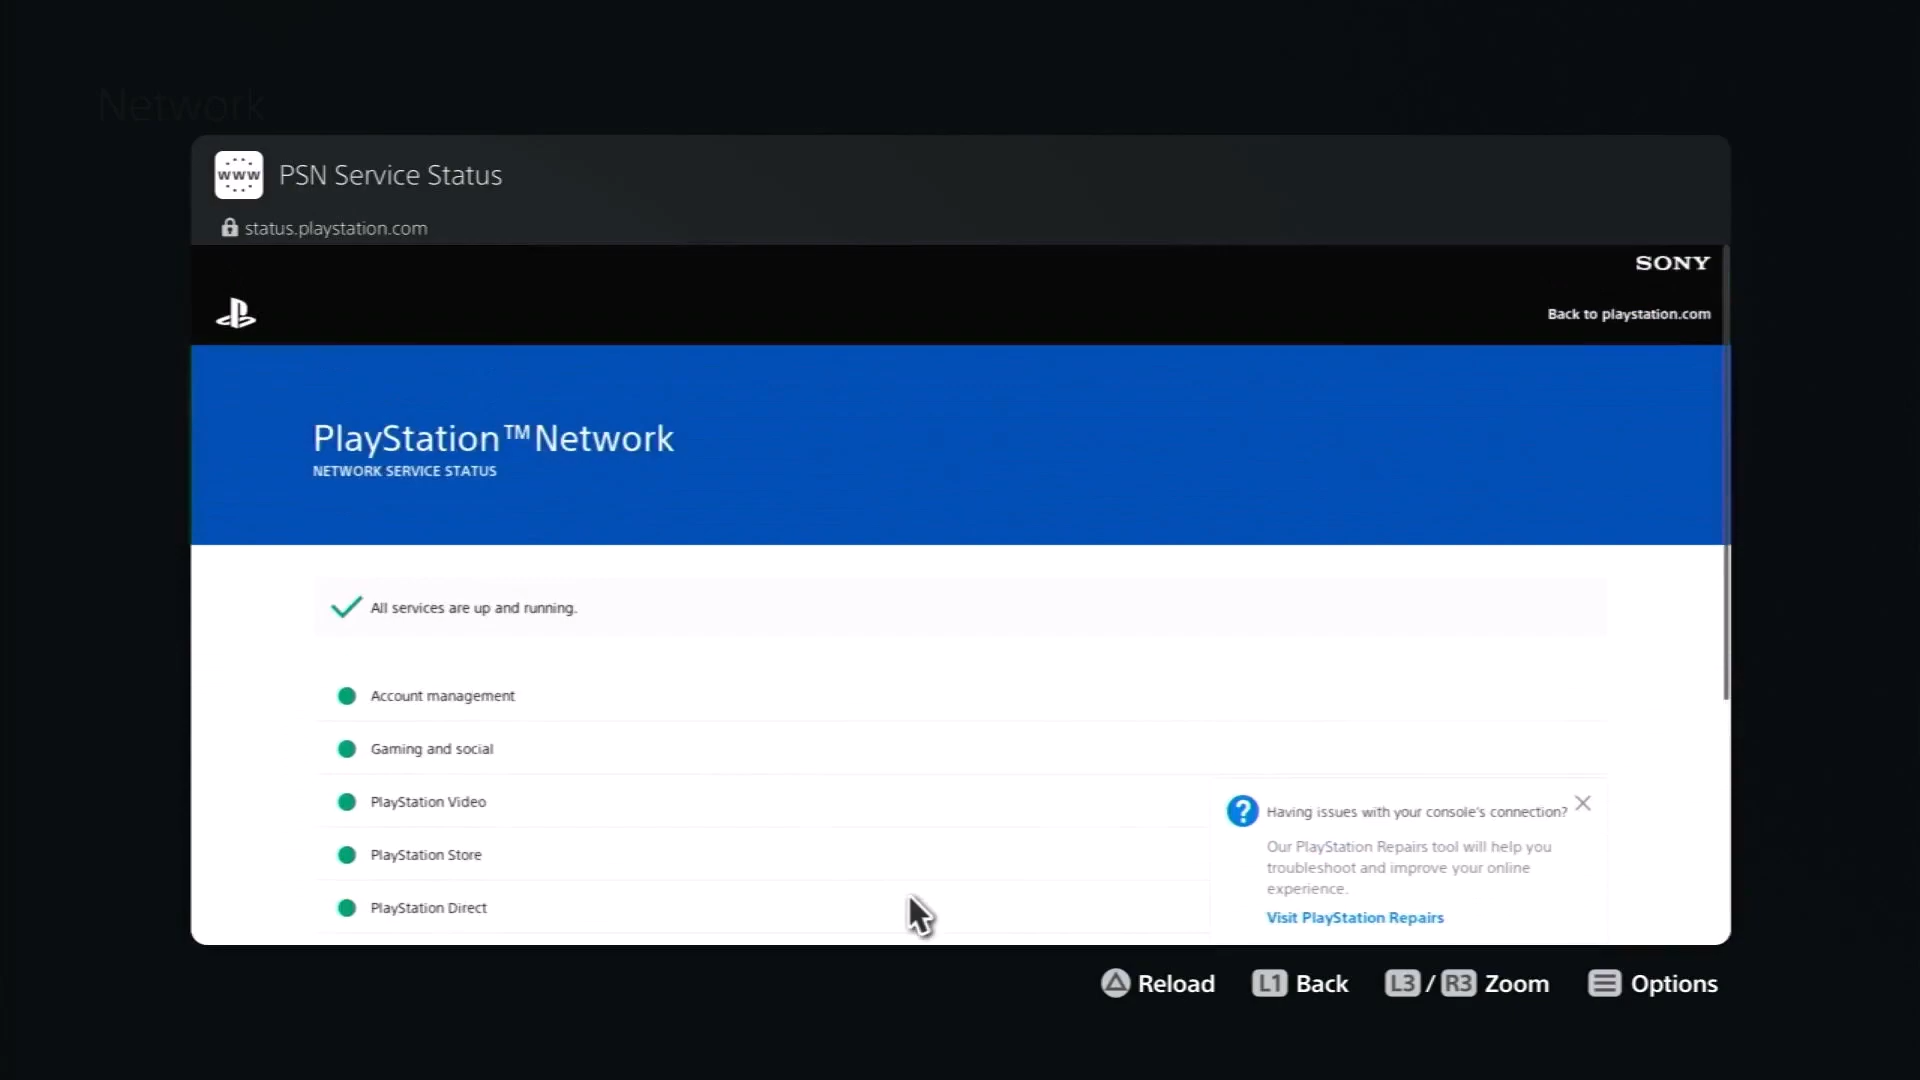 Network
www
PSN Service Status
status.playstation.com
SONY
Back to playstation.com
PlayStation™Network
NETWORK SERVICE STATUS
All services are up and running.
Account management
Gaming and social
PlayStation Video
PlayStation Store
PlayStation Direct
? Having issues with your console's connection?
Our PlayStation Repairs tool will help you
troubleshoot and improve your online
experience.
Visit PlayStation Repairs
Reload L1 Back L3 / R3 Zoom Options